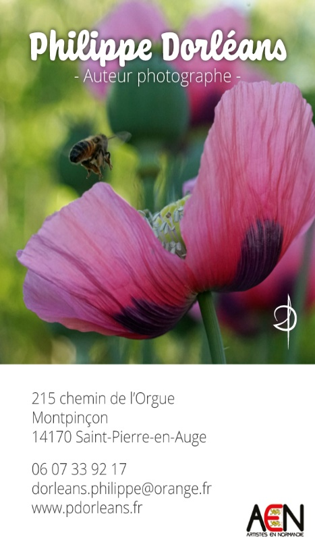 Philippe Dorléans
- Auteur photographe -
215 chemin de l'Orgue
Montpinçon
14170 Saint-Pierre-en-Auge
06 07 33 92 17
dorleans.philippe@orange.fr
www.pdorleans.fr
AEN
ARTISTES EN NORMANDIE